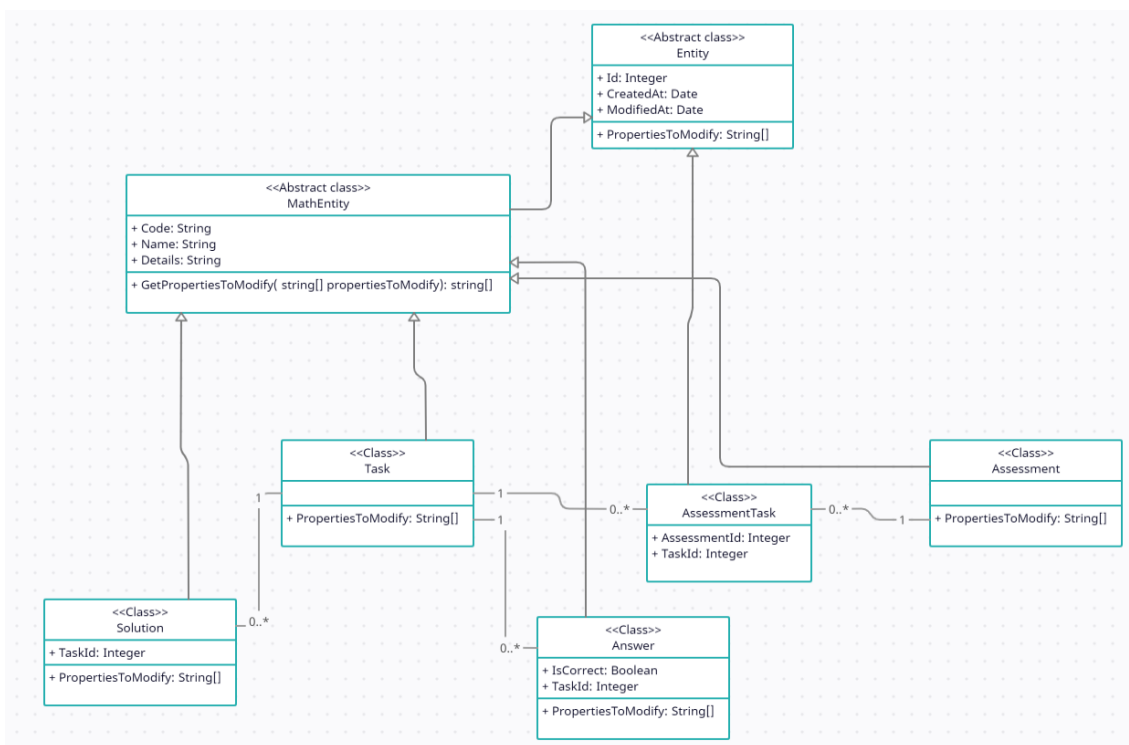 <<Abstract class>>
Entity
+ Id: Integer
+ CreatedAt: Date
+ ModifiedAt: Date
+ PropertiesToModify: String[]
<<Abstract class>>
MathEntity
+ Code: String
+ Name: String
+ Details: String
+ GetPropertiesToModify( string[] propertiesToModify): string[]
<<Class>>
Task
+ PropertiesToModify: String[]
1
1
1
0..*
0..*
0..*
<<Class>>
AssessmentTask
+ AssessmentId: Integer
+ TaskId: Integer
0..*
1
<<Class>>
Assessment
+ PropertiesToModify: String[]
<<Class>>
Solution
+ TaskId: Integer
+ PropertiesToModify: String[]
<<Class>>
Answer
+ IsCorrect: Boolean
+ TaskId: Integer
+ PropertiesToModify: String[]